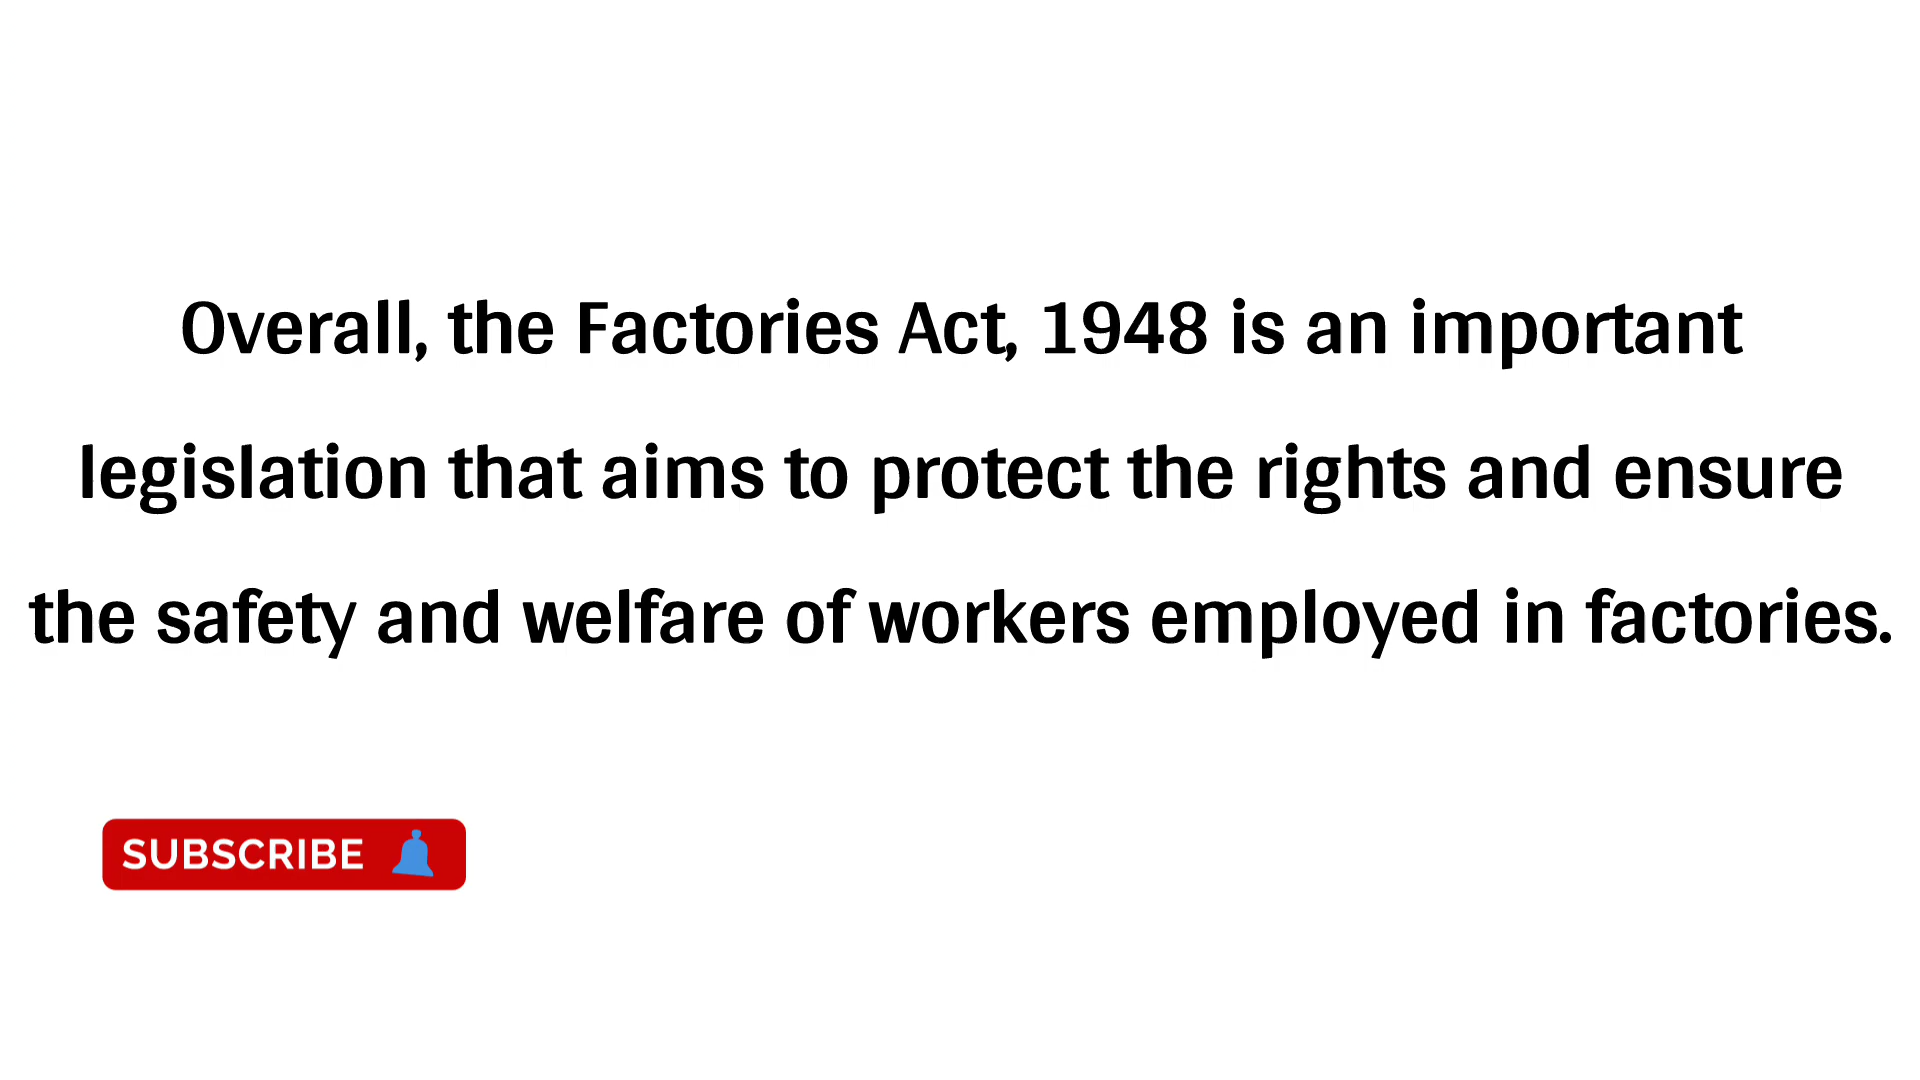 Overall, the Factories Act, 1948 is an important
legislation that aims to protect the rights and ensure
the safety and welfare of workers employed in factories.
SUBSCRIBE